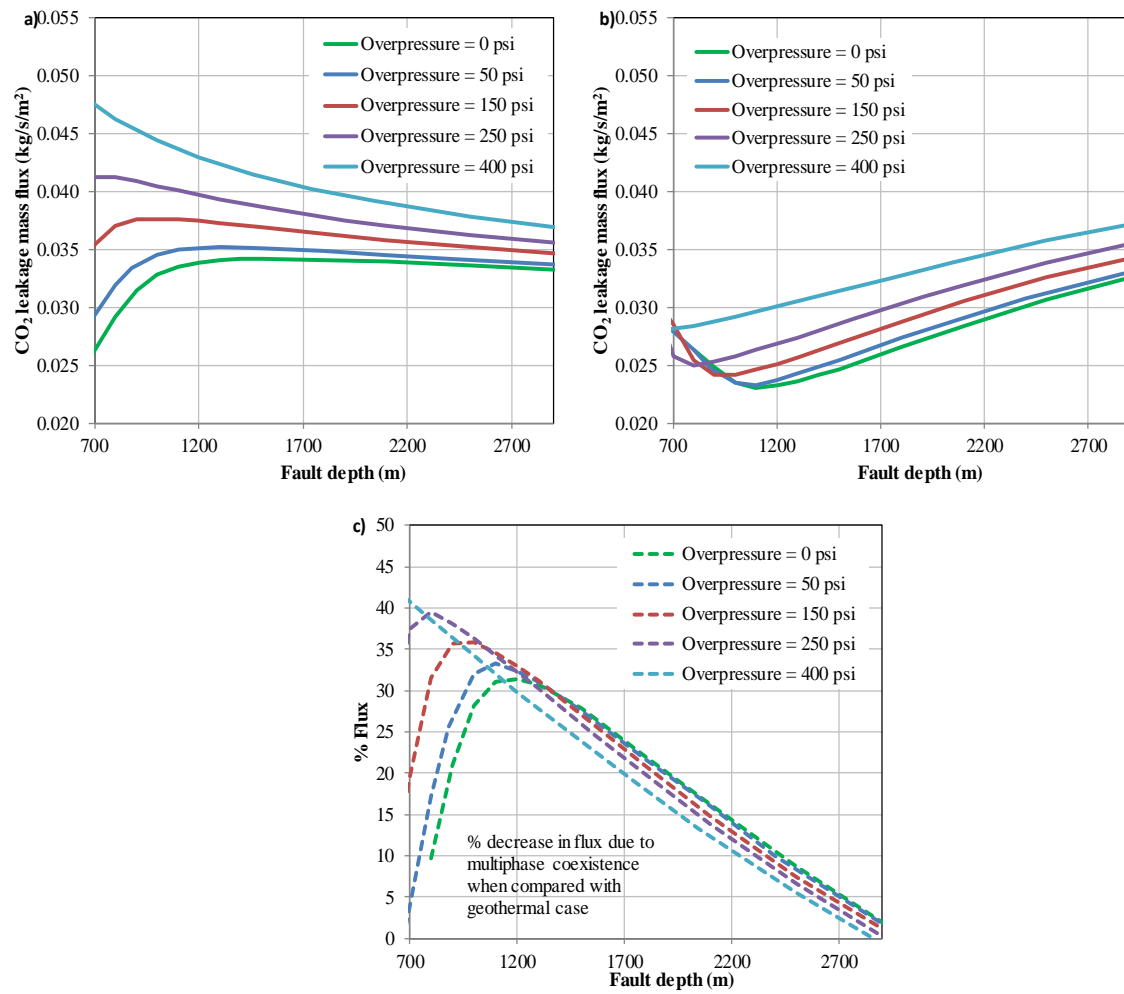 a)
0.055
0.050
0.045
0.040
0.035
0.030
0.025
0.020
CO₂ leakage mass flux (kg/s/m²)
Overpressure = 0 psi
Overpressure = 50 psi
Overpressure = 150 psi
Overpressure = 250 psi
Overpressure = 400 psi
700 1200 1700 2200 2700
Fault depth (m)
b)
0.055
0.050
0.045
0.040
0.035
0.030
0.025
0.020
CO₂ leakage mass flux (kg/s/m²)
Overpressure = 0 psi
Overpressure = 50 psi
Overpressure = 150 psi
Overpressure = 250 psi
Overpressure = 400 psi
700 1200 1700 2200 2700
Fault depth (m)
c)
50
45
40
35
30
25
20
15
10
5
0
% Flux
Overpressure = 0 psi
Overpressure = 50 psi
Overpressure = 150 psi
Overpressure = 250 psi
Overpressure = 400 psi
% decrease in flux due to
multiphase coexistence
when compared with
geothermal case
700 1200 1700 2200 2700
Fault depth (m)